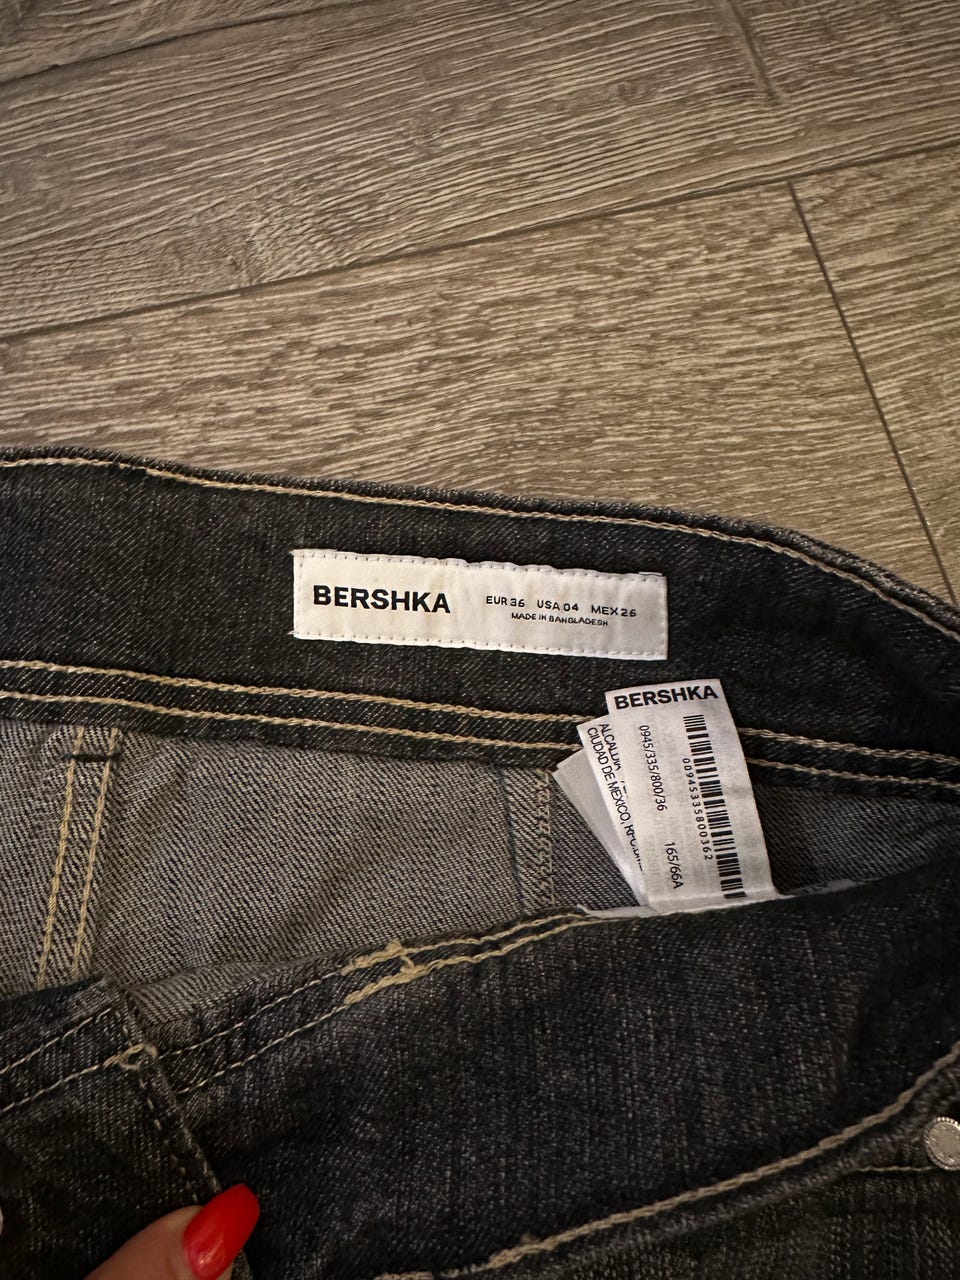 BERSHKA
EUR 36 USA 04 MEX 26
MADE IN BANGLADESH
BERSHKA
0945/335/800/36
165/66A
00945335800362
CIUDAD DE MEXICO,